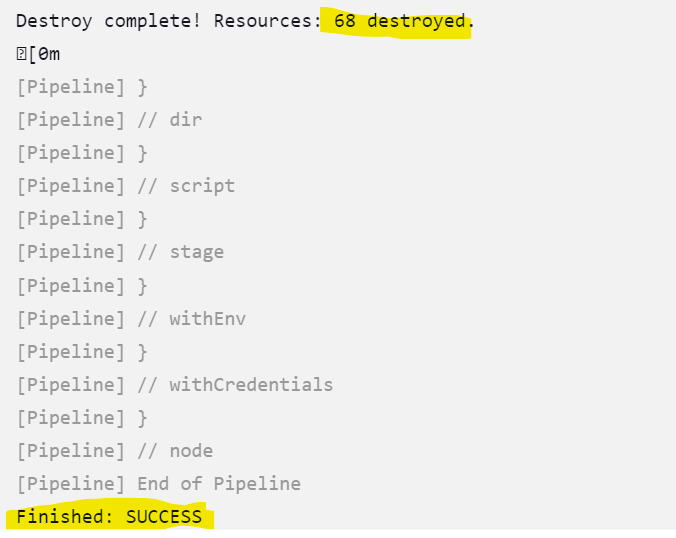 Destroy complete! Resources: 68 destroyed.
[0m
[Pipeline] }
[Pipeline] // dir
[Pipeline] }
[Pipeline] // script
[Pipeline] }
[Pipeline] // stage
[Pipeline] }
[Pipeline] // withEnv
[Pipeline] }
[Pipeline] // withCredentials
[Pipeline] }
[Pipeline] // node
[Pipeline] End of Pipeline
Finished: SUCCESS